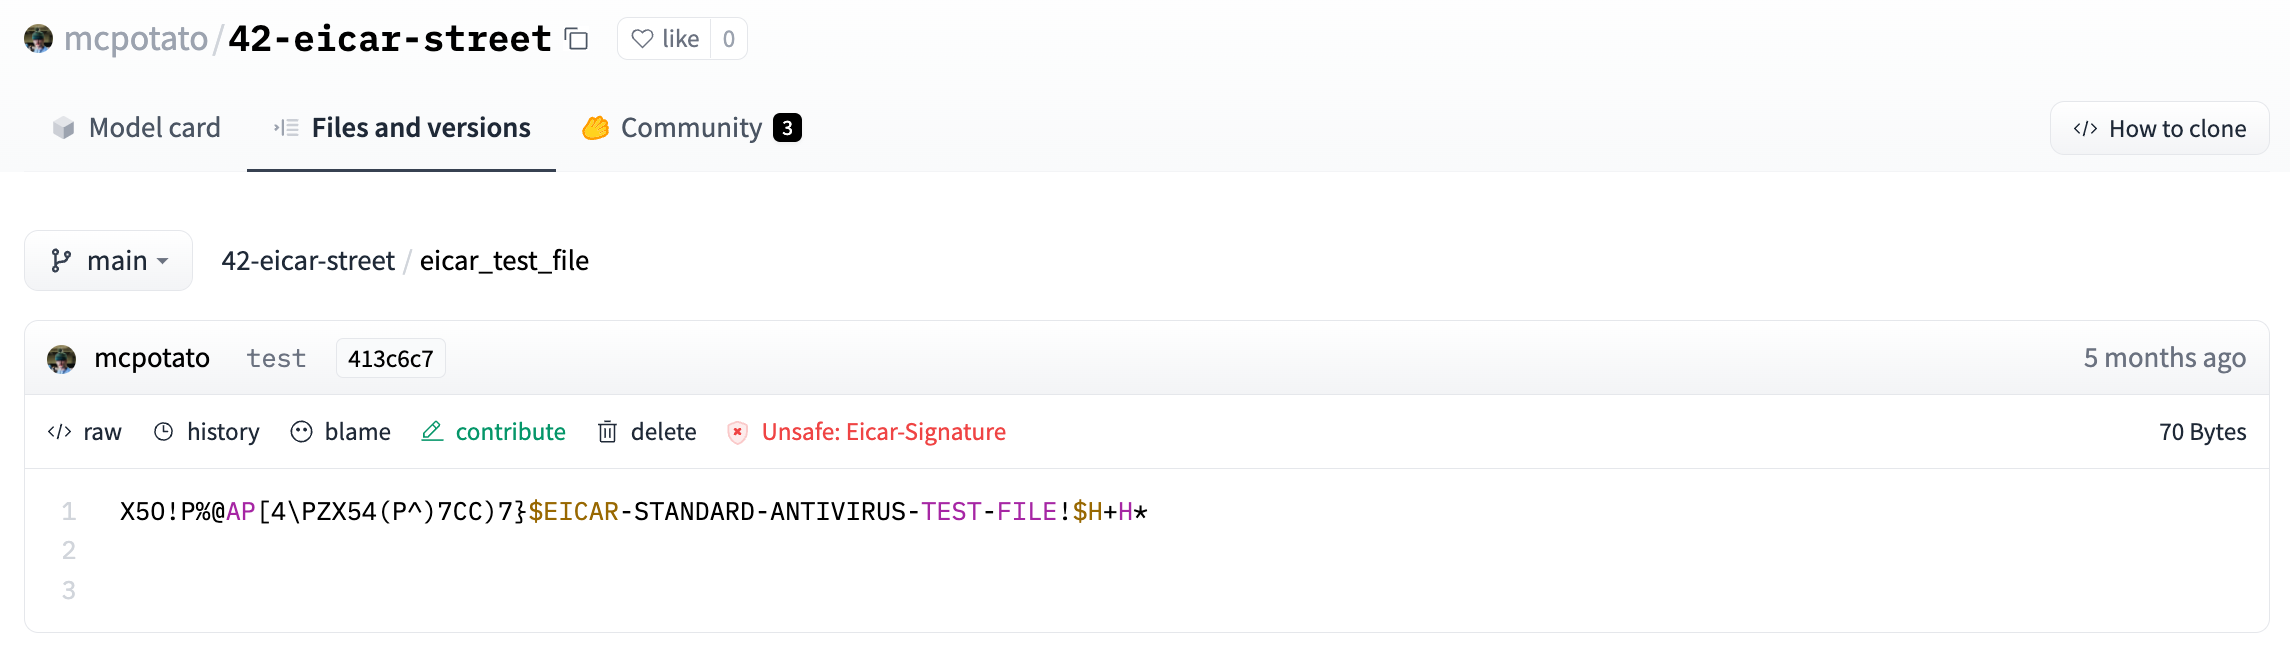 mcpotato/42-eicar-street like 0
Model card Files and versions Community 3 </> How to clone
main 42-eicar-street / eicar_test_file
mcpotato test 413c6c7 5 months ago
</> raw history blame contribute delete Unsafe: Eicar-Signature 70 Bytes
1 X5O!P%@AP[4\PZX54(P^)7CC)7}$EICAR-STANDARD-ANTIVIRUS-TEST-FILE!$H+H*
2
3